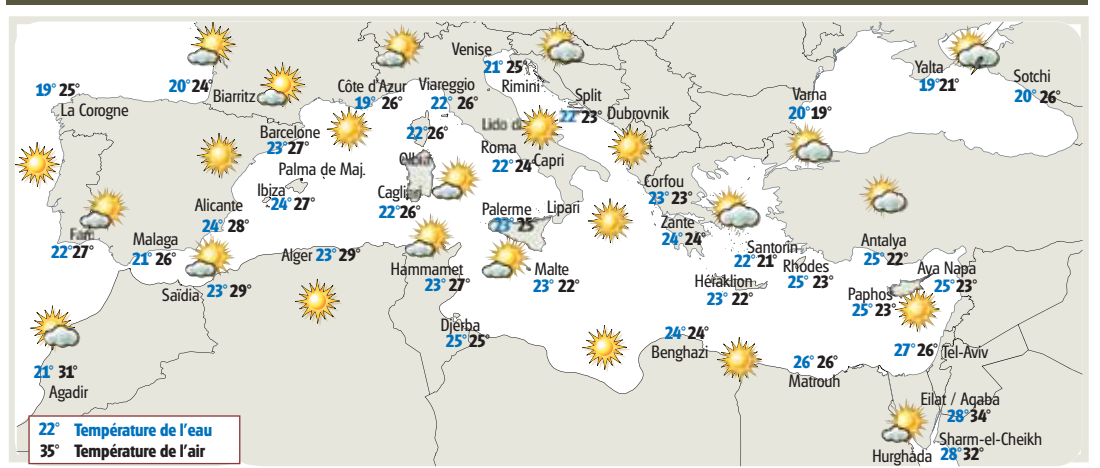 Venise
21° 25°
Rimini
Yalta
19° 21°
Sotchi
20° 26°
19° 25°
La Corogne
20° 24°
Biarritz
Côte d'Azur
19° 26°
Viareggio
22° 26°
Split
22° 23°
Dubrovnik
Varna
20° 19°
Barcelone
23° 27°
22° 26°
Lido di
Olbia
Roma
22° 24°
Capri
Palma de Maj.
Ibiza
24° 27°
Cagliari
22° 26°
Corfou
23° 23°
Alicante
24° 28°
Palerme
23° 25°
Lipari
Zante
24° 24°
Faro
22° 27°
Malaga
21° 26°
Alger 23° 29°
Santorin
22° 21°
Rhodes
25° 23°
Antalya
25° 22°
Hammamet
23° 27°
Malte
23° 22°
Héraklion
23° 22°
Aya Napa
25° 23°
Paphos
25° 23°
Saïdia 23° 29°
Djerba
25° 25°
24° 24°
Benghazi
27° 26° Tel-Aviv
21° 31°
Agadir
26° 26°
Matrouh
Eilat / Aqaba
28° 34°
Sharm-el-Cheikh
Hurghada 28° 32°
22° Température de l'eau
35° Température de l'air